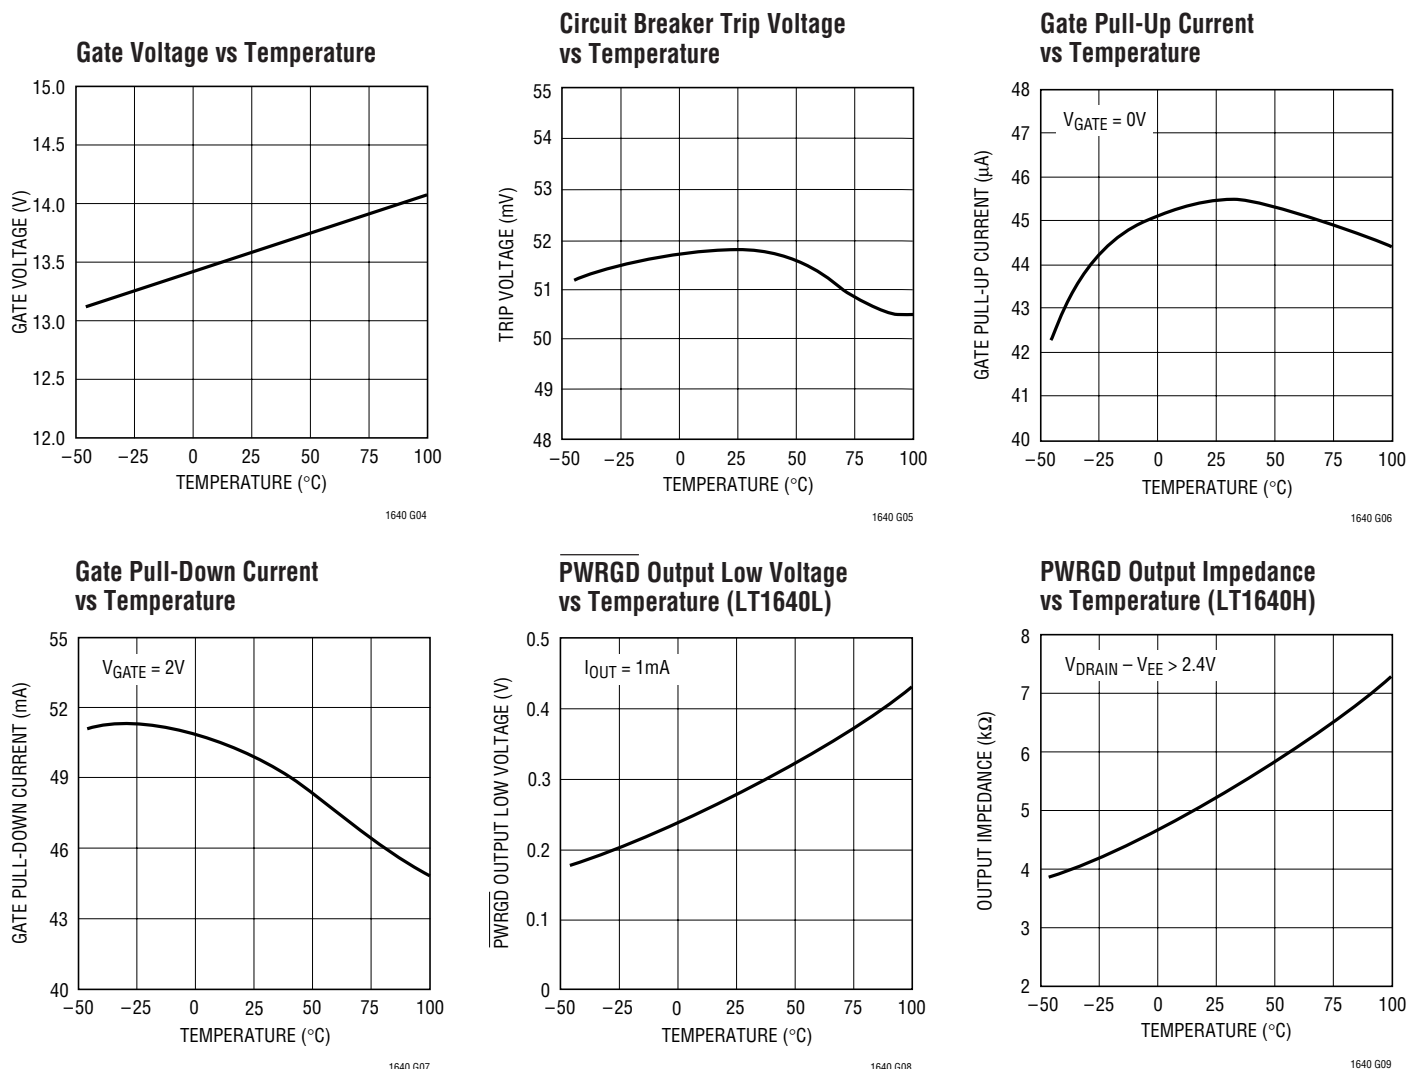 Gate Voltage vs Temperature
15.0
14.5
14.0
13.5
13.0
12.5
12.0
GATE VOLTAGE (V)
–50 –25 0 25 50 75 100
TEMPERATURE (°C)
1640 G04
Circuit Breaker Trip Voltage
vs Temperature
55
54
53
52
51
50
49
48
TRIP VOLTAGE (mV)
–50 –25 0 25 50 75 100
TEMPERATURE (°C)
1640 G05
Gate Pull-Up Current
vs Temperature
48
47
46
45
44
43
42
41
40
GATE PULL-UP CURRENT (µA)
VGATE = 0V
–50 –25 0 25 50 75 100
TEMPERATURE (°C)
1640 G06
Gate Pull-Down Current
vs Temperature
55
52
49
46
43
40
GATE PULL-DOWN CURRENT (mA)
VGATE = 2V
–50 –25 0 25 50 75 100
TEMPERATURE (°C)
1640 G07
PWRGD Output Low Voltage
vs Temperature (LT1640L)
0.5
0.4
0.3
0.2
0.1
0
PWRGD OUTPUT LOW VOLTAGE (V)
IOUT = 1mA
–50 –25 0 25 50 75 100
TEMPERATURE (°C)
1640 G08
PWRGD Output Impedance
vs Temperature (LT1640H)
8
7
6
5
4
3
2
OUTPUT IMPEDANCE (kΩ)
VDRAIN – VEE > 2.4V
–50 –25 0 25 50 75 100
TEMPERATURE (°C)
1640 G09